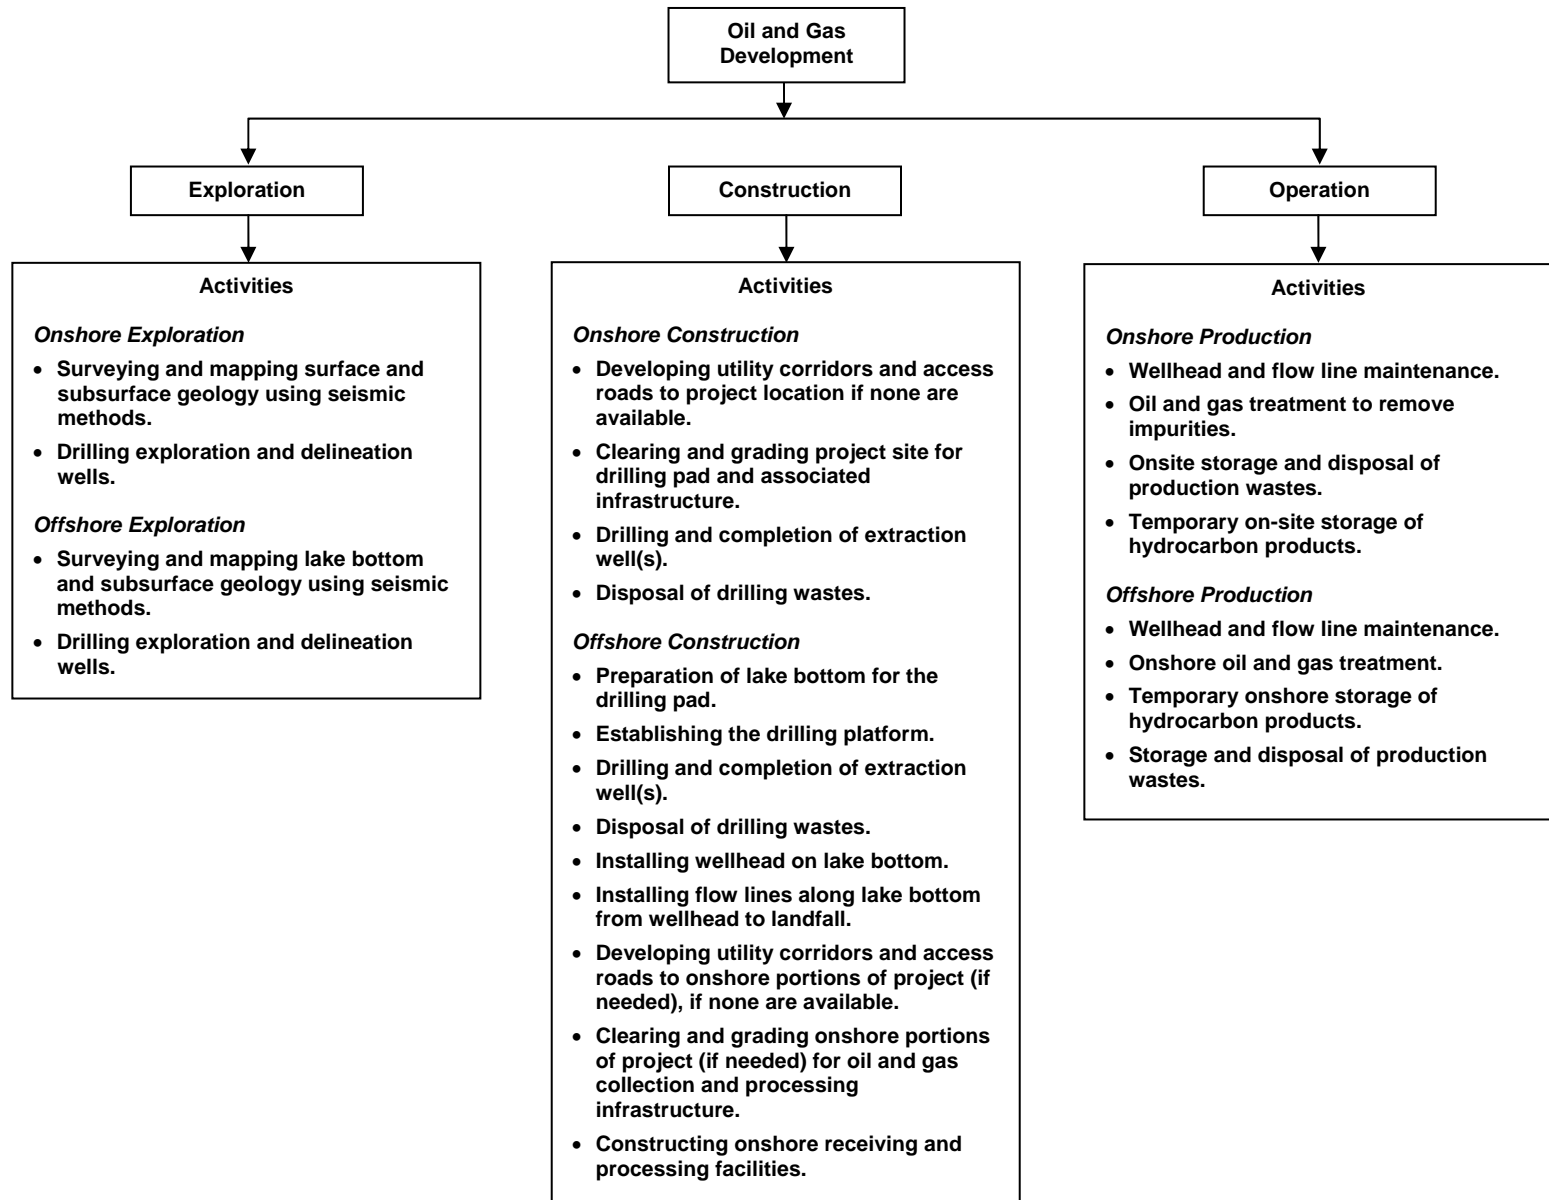 Oil and Gas
Development
Exploration
Construction
Operation
Activities
Onshore Exploration
• Surveying and mapping surface and
subsurface geology using seismic
methods.
• Drilling exploration and delineation
wells.
Offshore Exploration
• Surveying and mapping lake bottom
and subsurface geology using seismic
methods.
• Drilling exploration and delineation
wells.
Activities
Onshore Construction
• Developing utility corridors and access
roads to project location if none are
available.
• Clearing and grading project site for
drilling pad and associated
infrastructure.
• Drilling and completion of extraction
well(s).
• Disposal of drilling wastes.
Offshore Construction
• Preparation of lake bottom for the
drilling pad.
• Establishing the drilling platform.
• Drilling and completion of extraction
well(s).
• Disposal of drilling wastes.
• Installing wellhead on lake bottom.
• Installing flow lines along lake bottom
from wellhead to landfall.
• Developing utility corridors and access
roads to onshore portions of project (if
needed), if none are available.
• Clearing and grading onshore portions
of project (if needed) for oil and gas
collection and processing
infrastructure.
• Constructing onshore receiving and
processing facilities.
Activities
Onshore Production
• Wellhead and flow line maintenance.
• Oil and gas treatment to remove
impurities.
• Onsite storage and disposal of
production wastes.
• Temporary on-site storage of
hydrocarbon products.
Offshore Production
• Wellhead and flow line maintenance.
• Onshore oil and gas treatment.
• Temporary onshore storage of
hydrocarbon products.
• Storage and disposal of production
wastes.